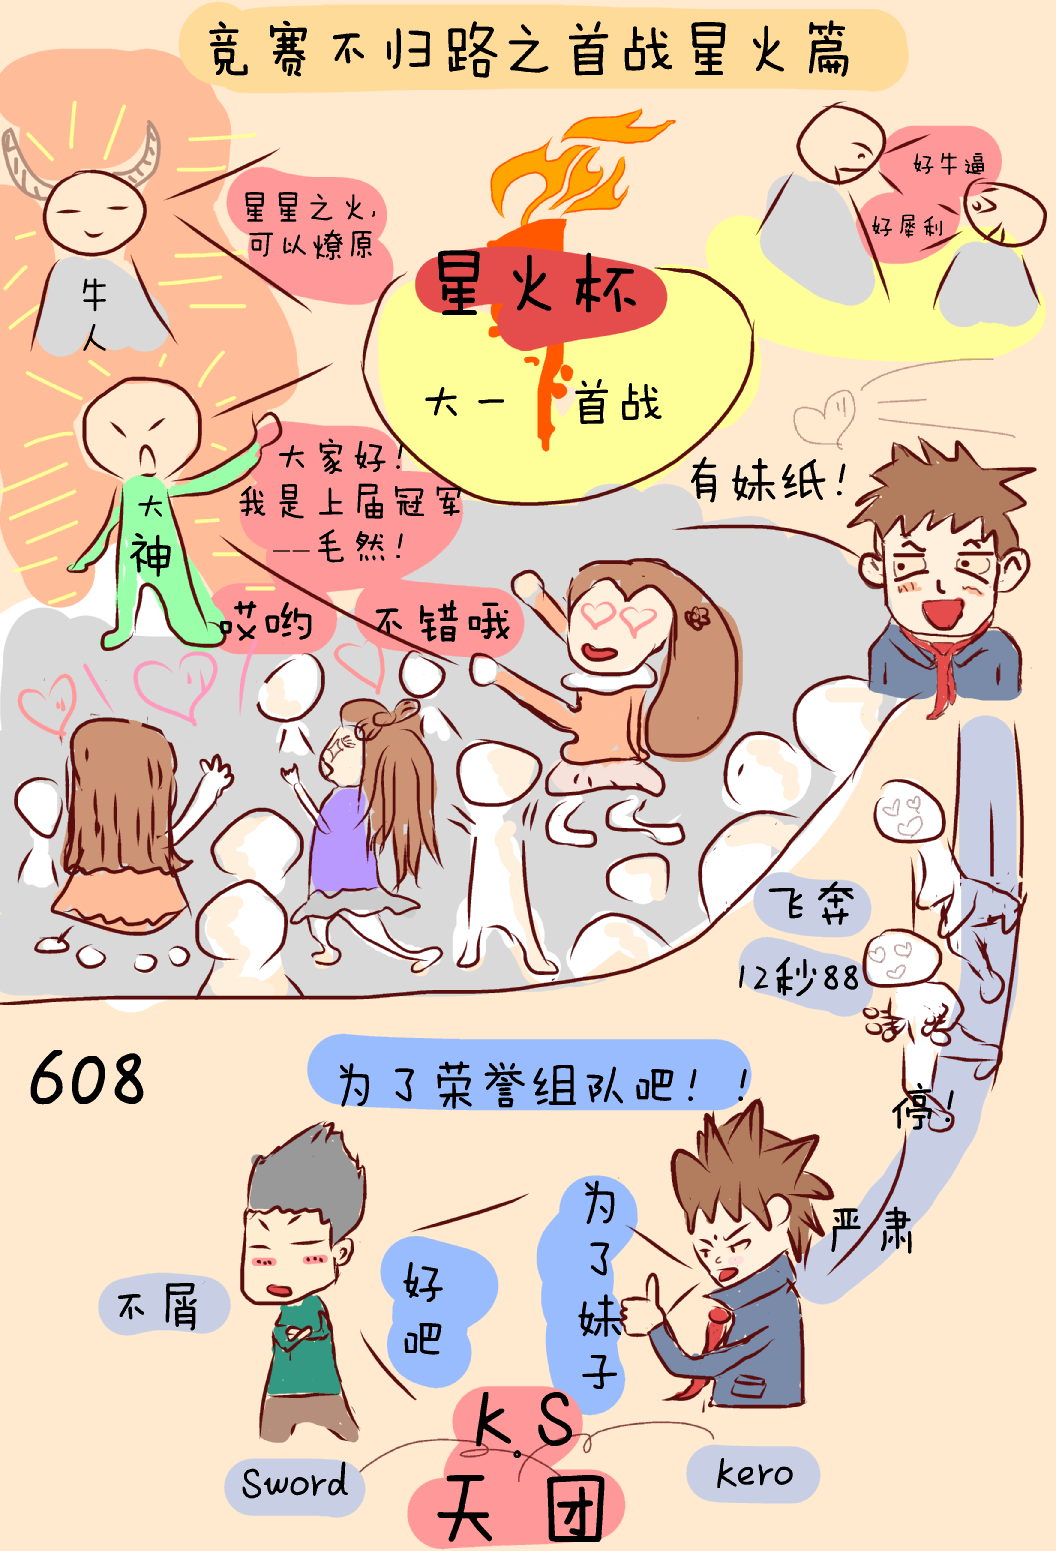 竞赛不归路之首战星火篇
好牛逼
好犀利
星星之火,
可以燎原
牛
人
星火杯
大一 首战
大家好!
我是上届冠军
——毛然!
大
神
有妹纸!
哎哟
不错哦
飞奔
12秒88
停!
608
为了荣誉组队吧!!
严肃
为
了
妹
子
好
吧
不屑
K.S
天团
Sword
kero